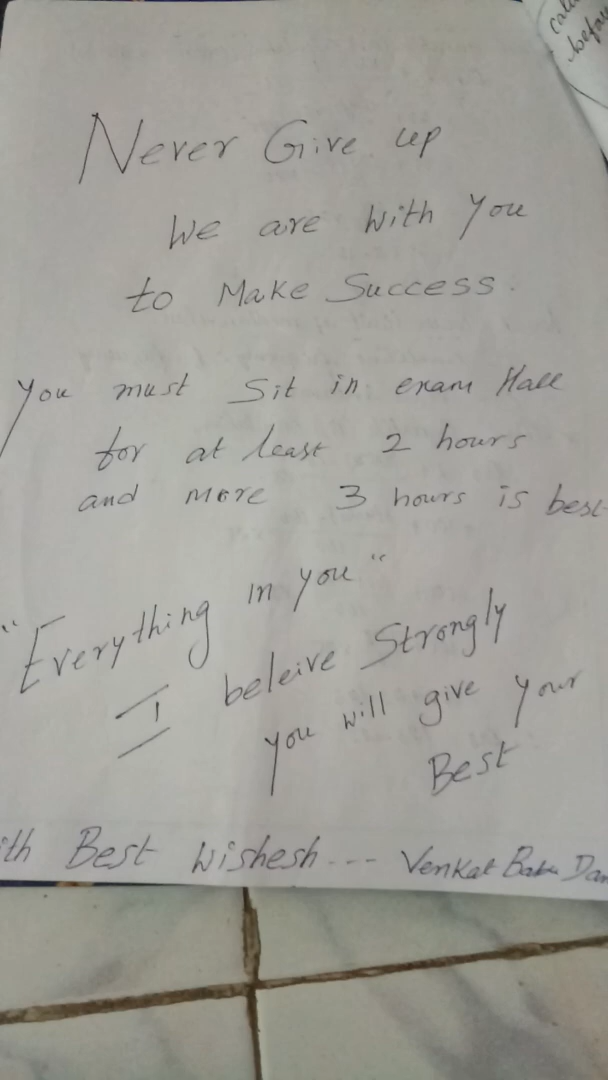 Never Give up
We are with you
to Make Success.
You must Sit in exam Hall
for at least 2 hours
and more 3 hours is best
"Everything in you"
I beleive Strongly
you will give your
Best
ith Best wishesh --- Venkat Babu Dan